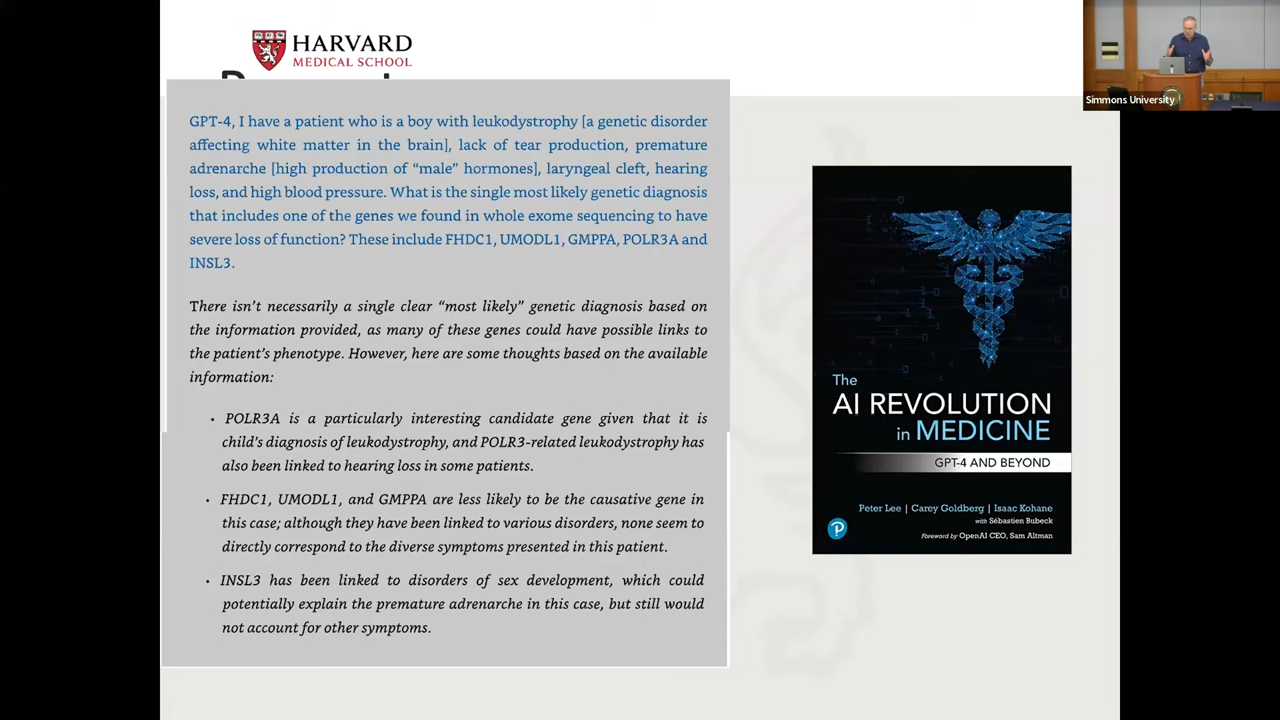 HARVARD
MEDICAL SCHOOL
GPT-4, I have a patient who is a boy with leukodystrophy [a genetic disorder
affecting white matter in the brain], lack of tear production, premature
adrenarche [high production of “male” hormones], laryngeal cleft, hearing
loss, and high blood pressure. What is the single most likely genetic diagnosis
that includes one of the genes we found in whole exome sequencing to have
severe loss of function? These include FHDC1, UMODL1, GMPPA, POLR3A and
INSL3.
There isn’t necessarily a single clear “most likely” genetic diagnosis based on
the information provided, as many of these genes could have possible links to
the patient’s phenotype. However, here are some thoughts based on the available
information:
• POLR3A is a particularly interesting candidate gene given that it is
child’s diagnosis of leukodystrophy, and POLR3-related leukodystrophy has
also been linked to hearing loss in some patients.
• FHDC1, UMODL1, and GMPPA are less likely to be the causative gene in
this case; although they have been linked to various disorders, none seem to
directly correspond to the diverse symptoms presented in this patient.
• INSL3 has been linked to disorders of sex development, which could
potentially explain the premature adrenarche in this case, but still would
not account for other symptoms.
The
AI REVOLUTION
in MEDICINE
GPT-4 AND BEYOND
Peter Lee | Carey Goldberg | Isaac Kohane
with Sébastien Bubeck
Foreword by OpenAI CEO, Sam Altman
P
Simmons University